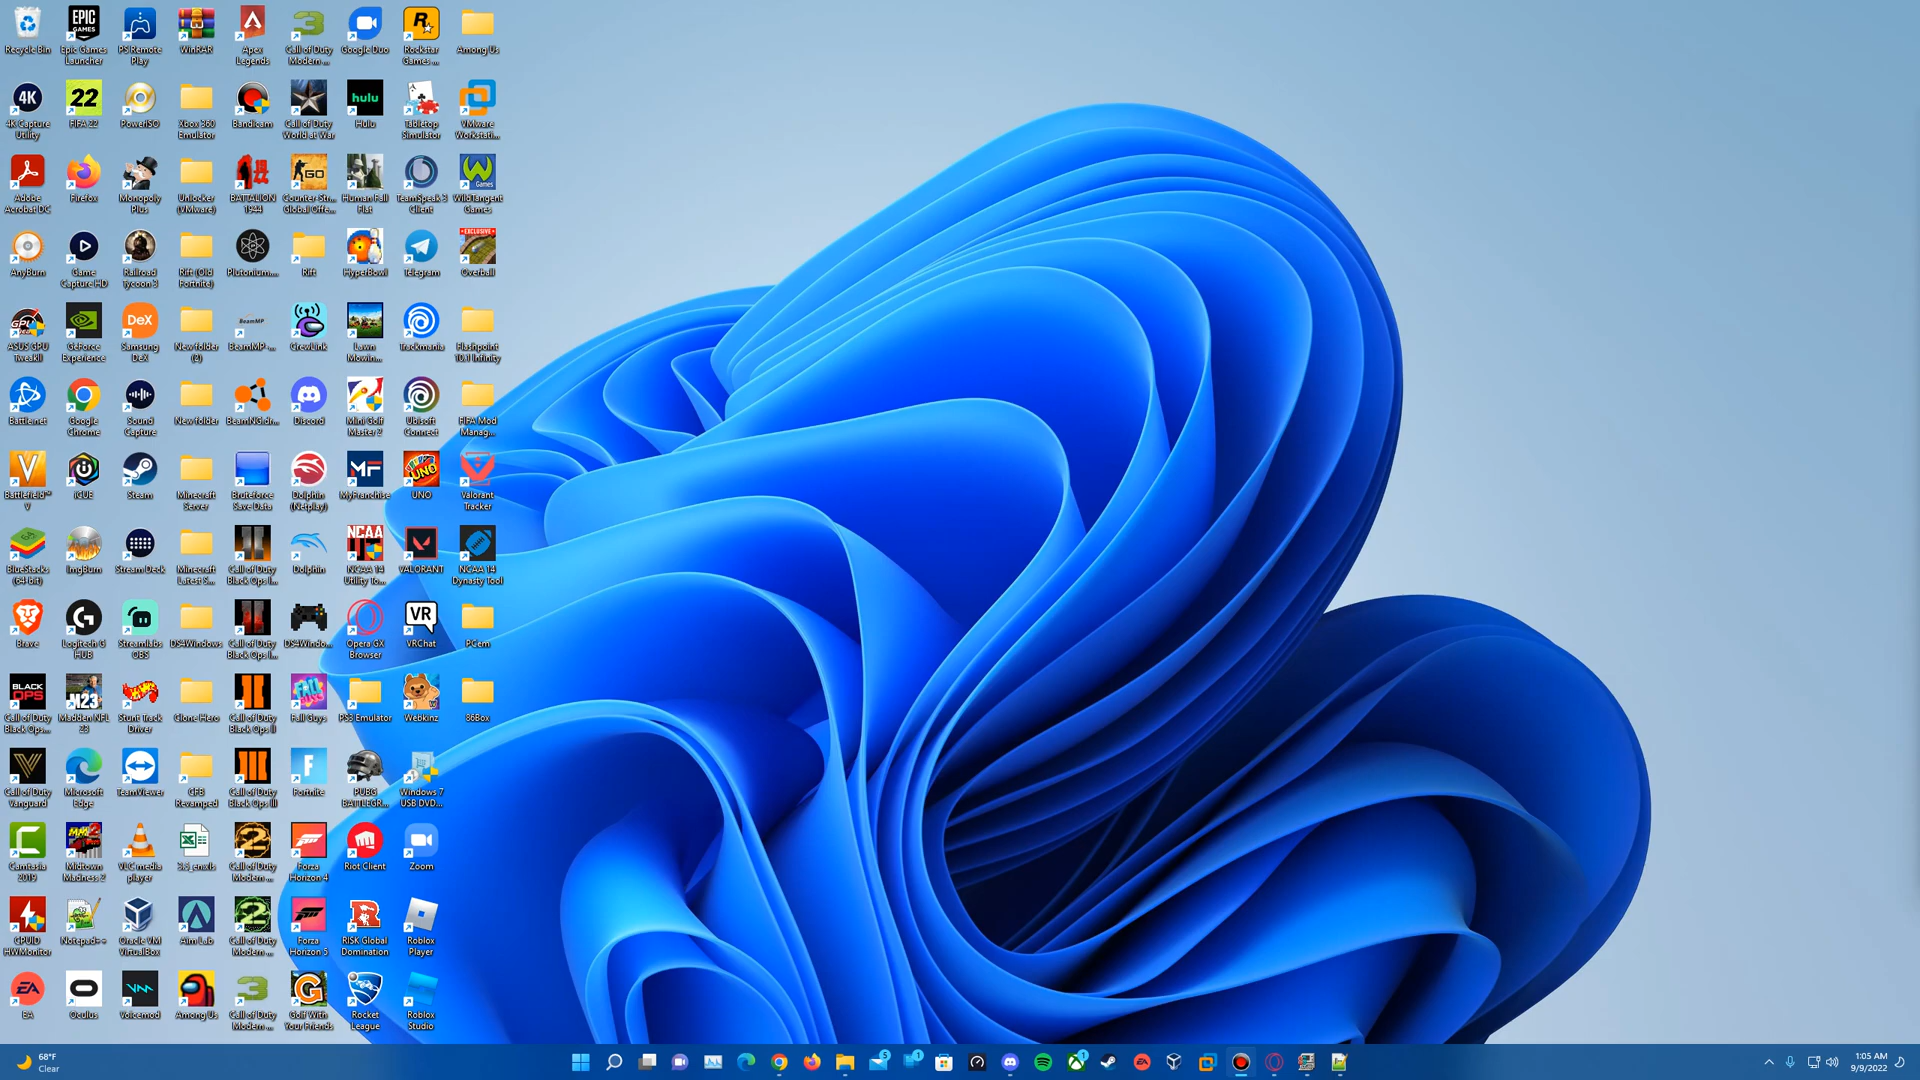 Recycle Bin
Epic Games
Launcher
PS Remote
Play
WinRAR
Apex
Legends
Call of Duty
Modern ...
Google Duo
Rockstar
Games ...
Among Us
4K Capture
Utility
FIFA 22
PowerISO
Xbox 360
Emulator
Bandicam
Call of Duty
World at War
Hulu
Tabletop
Simulator
VMware
Workstati...
Adobe
Acrobat DC
Firefox
Monopoly
Plus
Unlocker
(VMware)
BATTALION
1944
Counter-Str...
Global Offe...
Human Fall
Flat
TeamSpeak 3
Client
WildTangent
Games
AnyBurn
Game
Capture HD
Railroad
Tycoon 3
Rift (Old
Fortnite)
Plutonium...
Rift
HyperBowl
Telegram
Overball
ASUS GPU
TweakII
GeForce
Experience
Samsung
DeX
New folder
(2)
BeamMP-...
CrewLink
Lawn
Mowin...
Trackmania
Flashpoint
10.1 Infinity
Battle.net
Google
Chrome
Sound
Capture
New folder
BeamNG.dr...
Discord
Mini Golf
Master 2
Ubisoft
Connect
FIFA Mod
Manag...
Battlefield™
V
iCUE
Steam
Minecraft
Server
Bruteforce
Save Data
Dolphin
(Netplay)
MyFranchise
UNO
Valorant
Tracker
BlueStacks
(64-bit)
ImgBurn
Stream Deck
Minecraft
Latest S...
Call of Duty
Black Ops I...
Dolphin
NCAA 14
Utility To...
VALORANT
NCAA 14
Dynasty Tool
Brave
Logitech G
HUB
Streamlabs
OBS
DS4Windows
Call of Duty
Black Ops I...
DS4Windo...
Opera GX
Browser
VRChat
PCem
Call of Duty
Black Ops...
Madden NFL
23
Stunt Track
Driver
Clone Hero
Call of Duty
Black Ops II
Fall Guys
PS3 Emulator
Webkinz
86Box
Call of Duty
Vanguard
Microsoft
Edge
TeamViewer
CFB
Revamped
Call of Duty
Black Ops III
Fortnite
PUBG
BATTLEGR...
Windows 7
USB DVD...
Camtasia
2019
Midtown
Madness 2
VLC media
player
Call of Duty
Modern ...
Forza
Horizon 4
Riot Client
Zoom
CPUID
HWMonitor
Notepad++
Oracle VM
VirtualBox
Aim Lab
Call of Duty
Modern ...
Forza
Horizon 5
RISK Global
Domination
Roblox
Player
EA
Oculus
Voicemod
Among Us
Call of Duty
Modern ...
Golf With
Your Friends
Rocket
League
Roblox
Studio
68°F
Clear
1:05 AM
9/9/2022